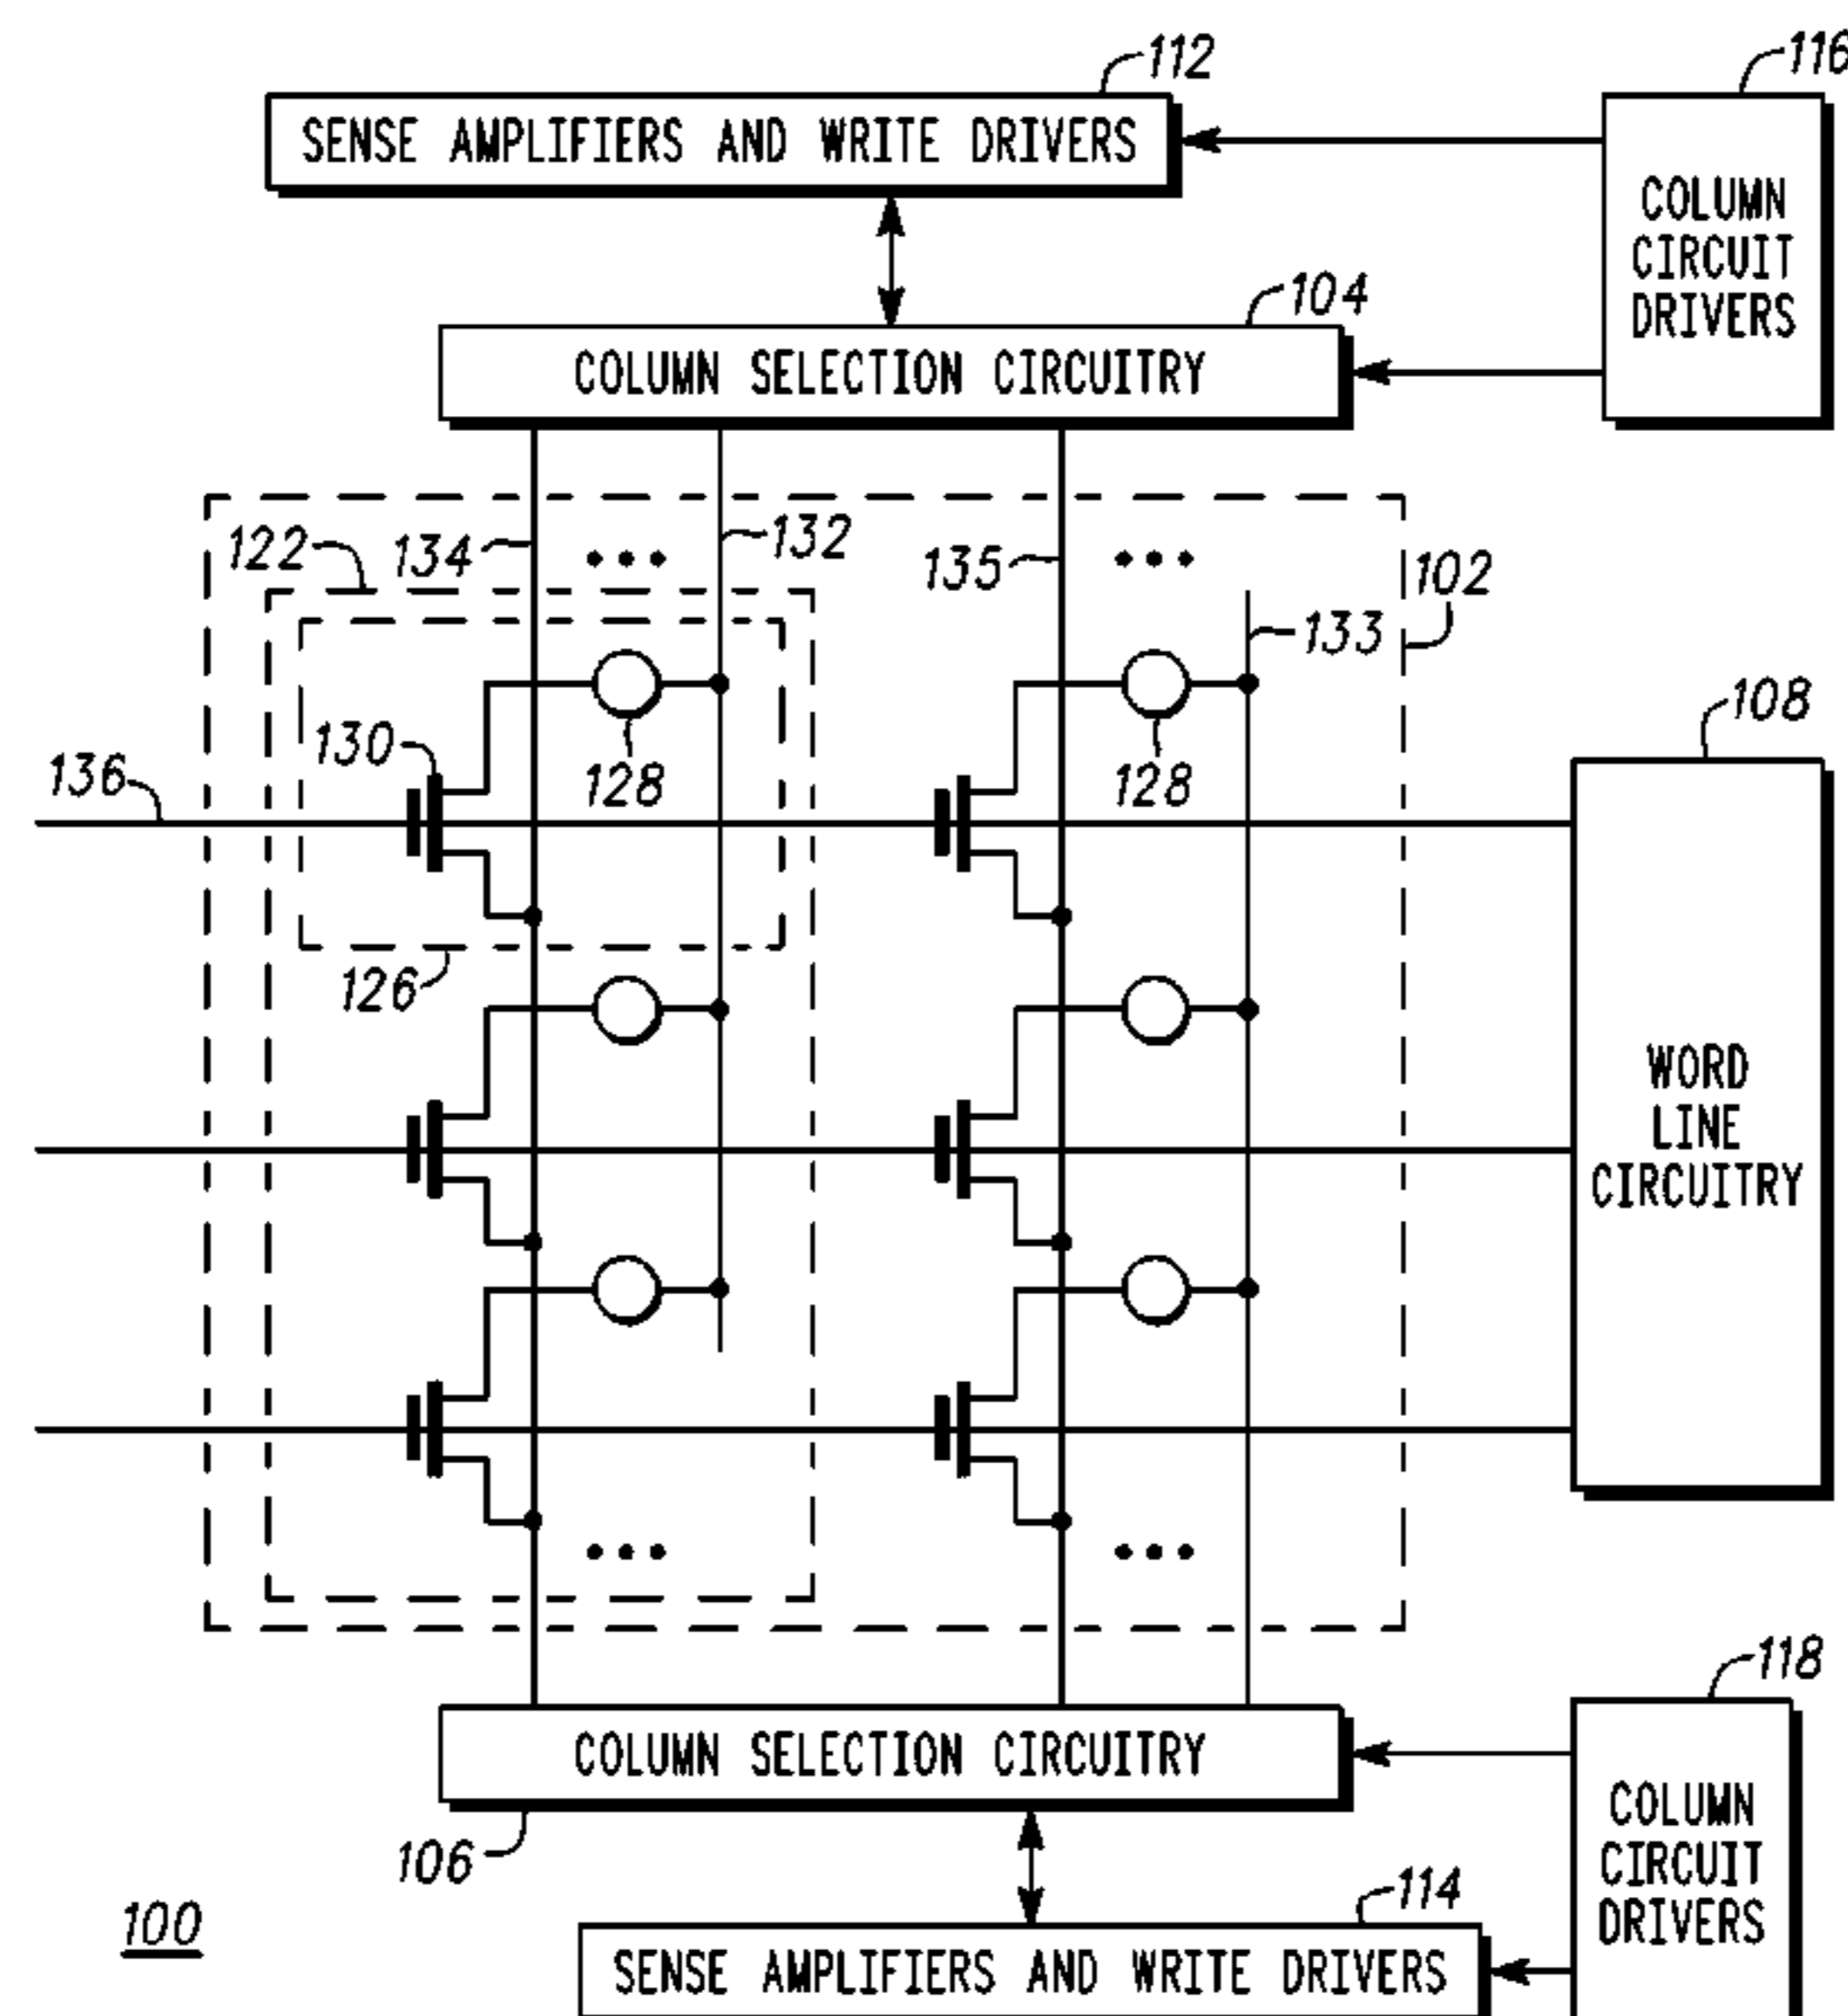 112
116
SENSE AMPLIFIERS AND WRITE DRIVERS
COLUMN
CIRCUIT
DRIVERS
104
COLUMN SELECTION CIRCUITRY
122
134
132
135
102
133
108
130
128
128
136
126
WORD
LINE
CIRCUITRY
118
COLUMN SELECTION CIRCUITRY
COLUMN
CIRCUIT
DRIVERS
106
114
100
SENSE AMPLIFIERS AND WRITE DRIVERS